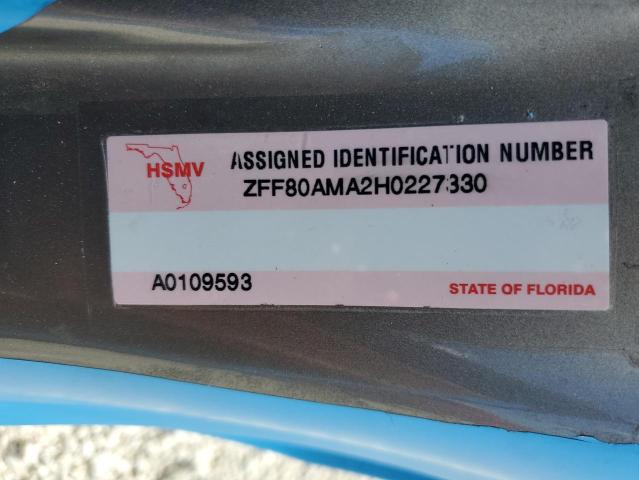 HSMV
ASSIGNED IDENTIFICATION NUMBER
ZFF80AMA2H0227330
A0109593
STATE OF FLORIDA